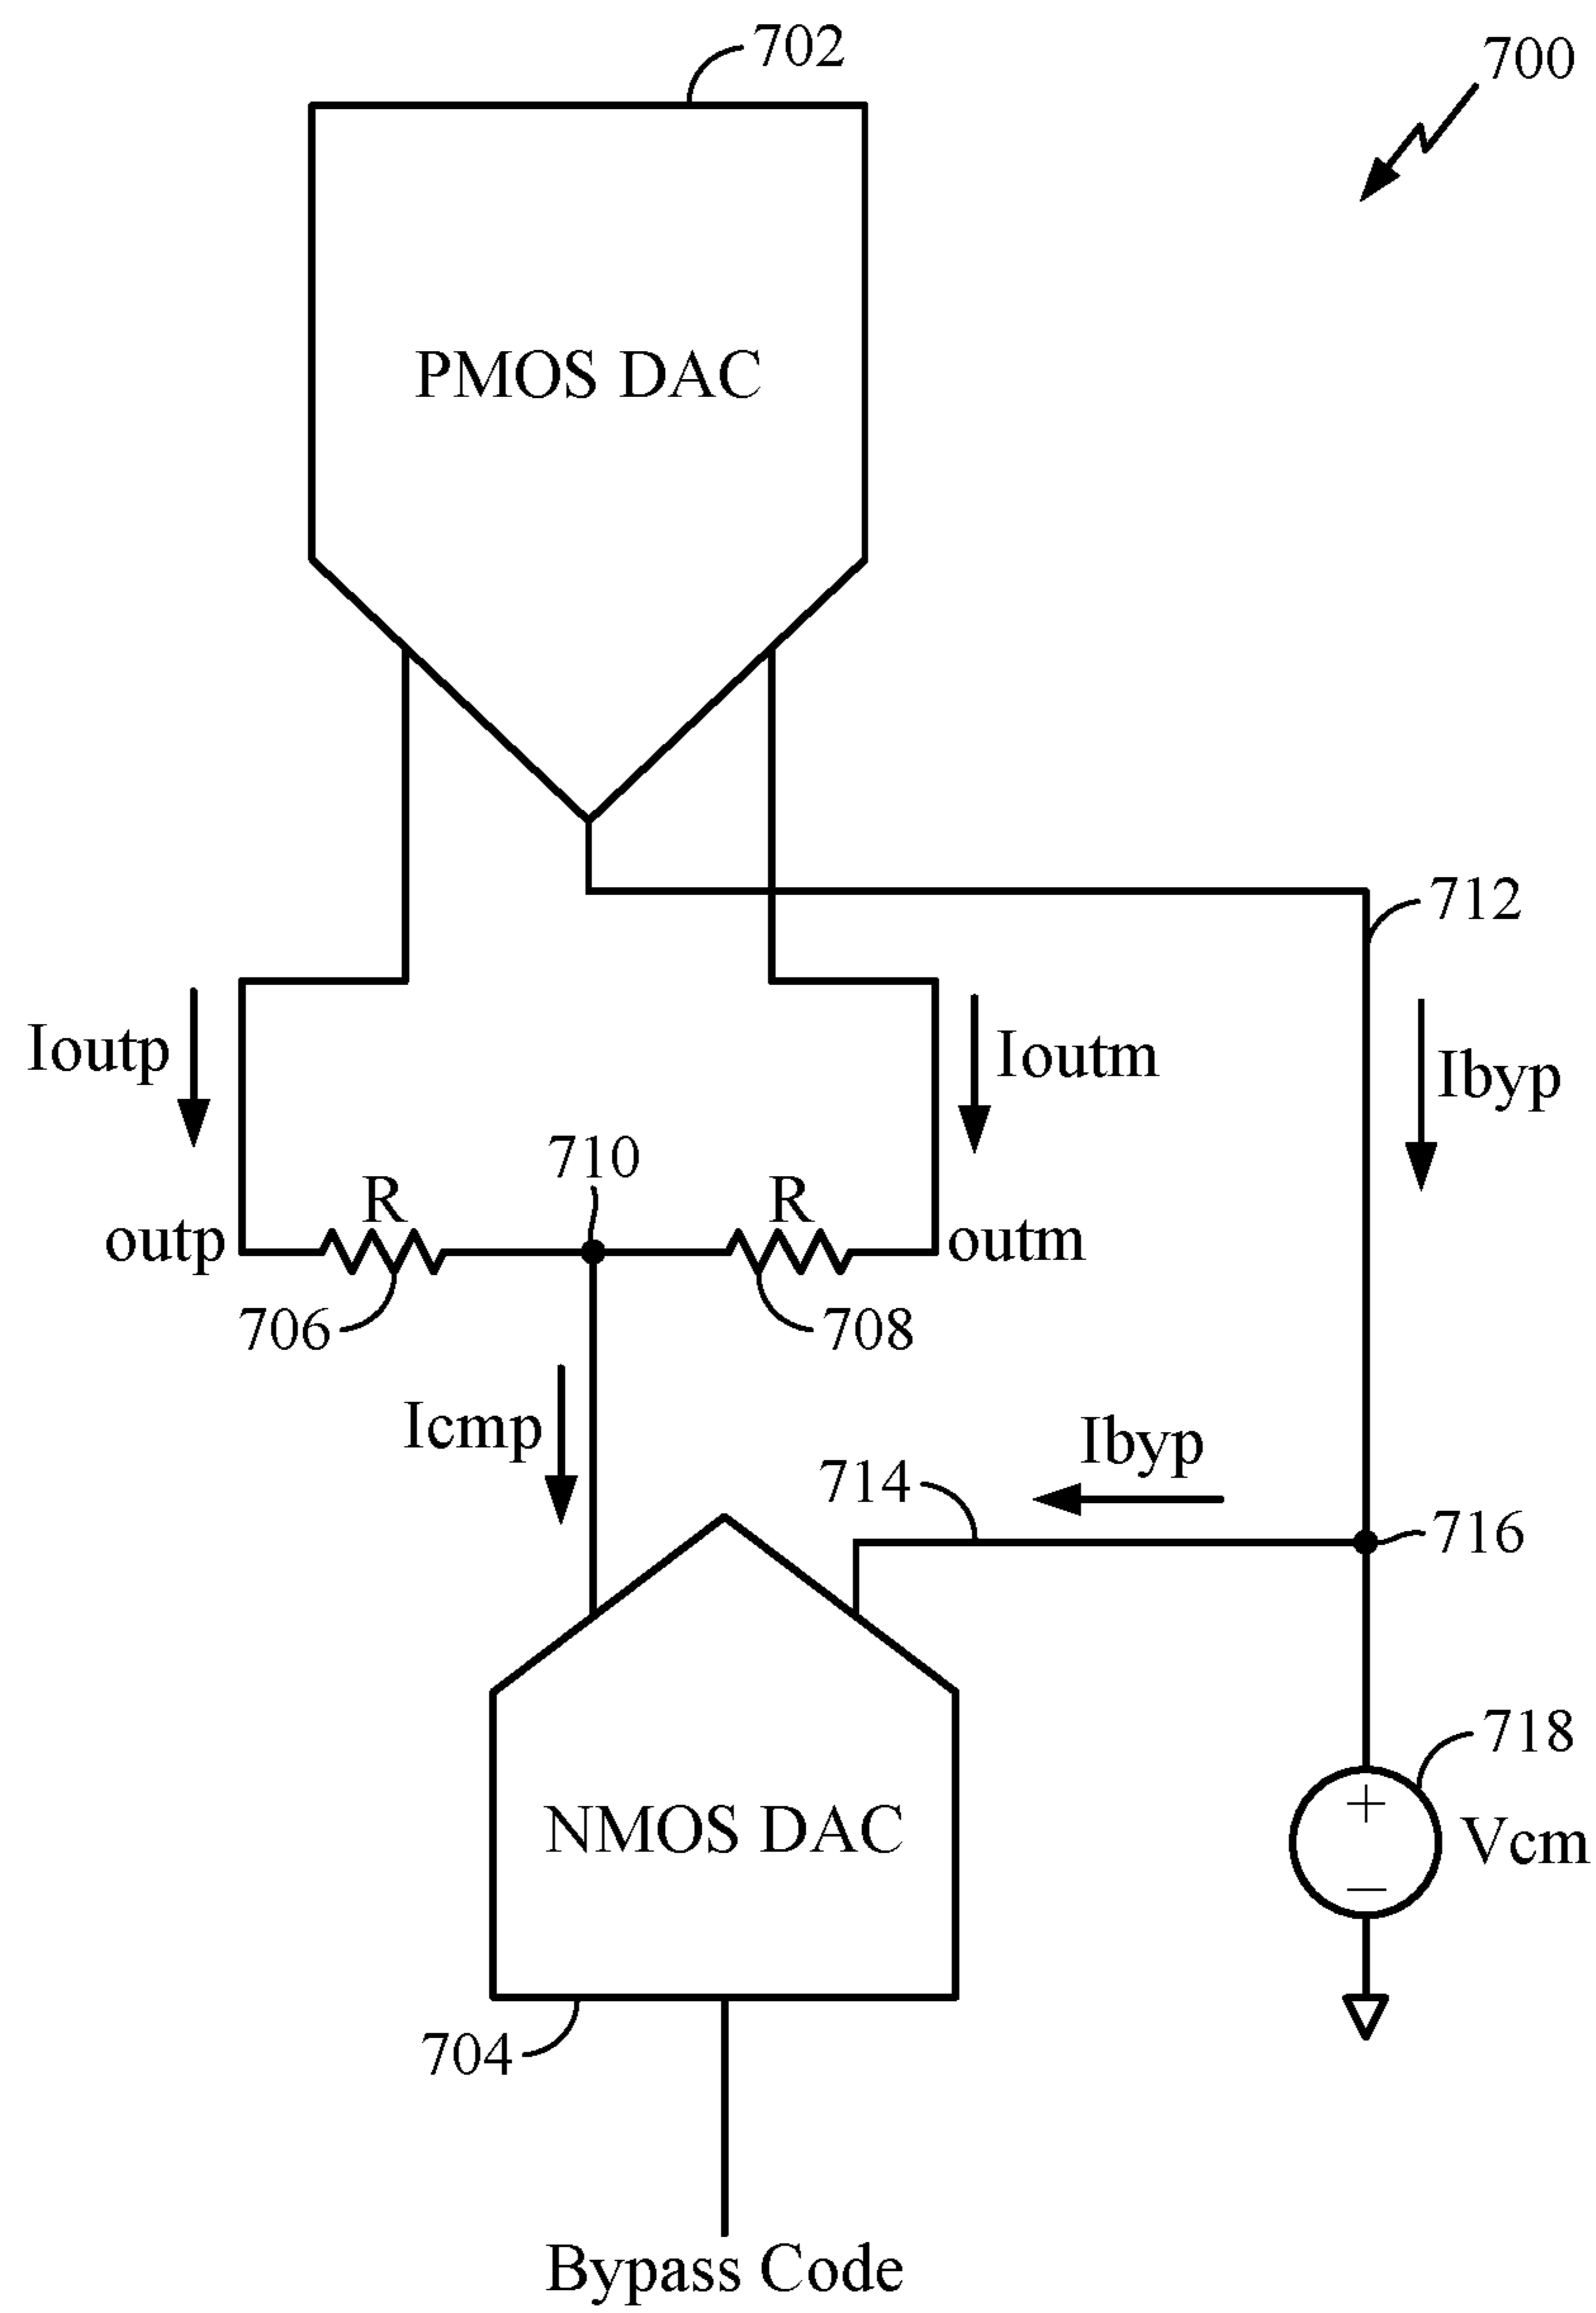 702
700
PMOS DAC
712
Ioutp
Ioutm
Ibyp
710
R
R
outp
outm
706
708
Icmp
Ibyp
714
716
718
NMOS DAC
+
Vcm
−
704
Bypass Code